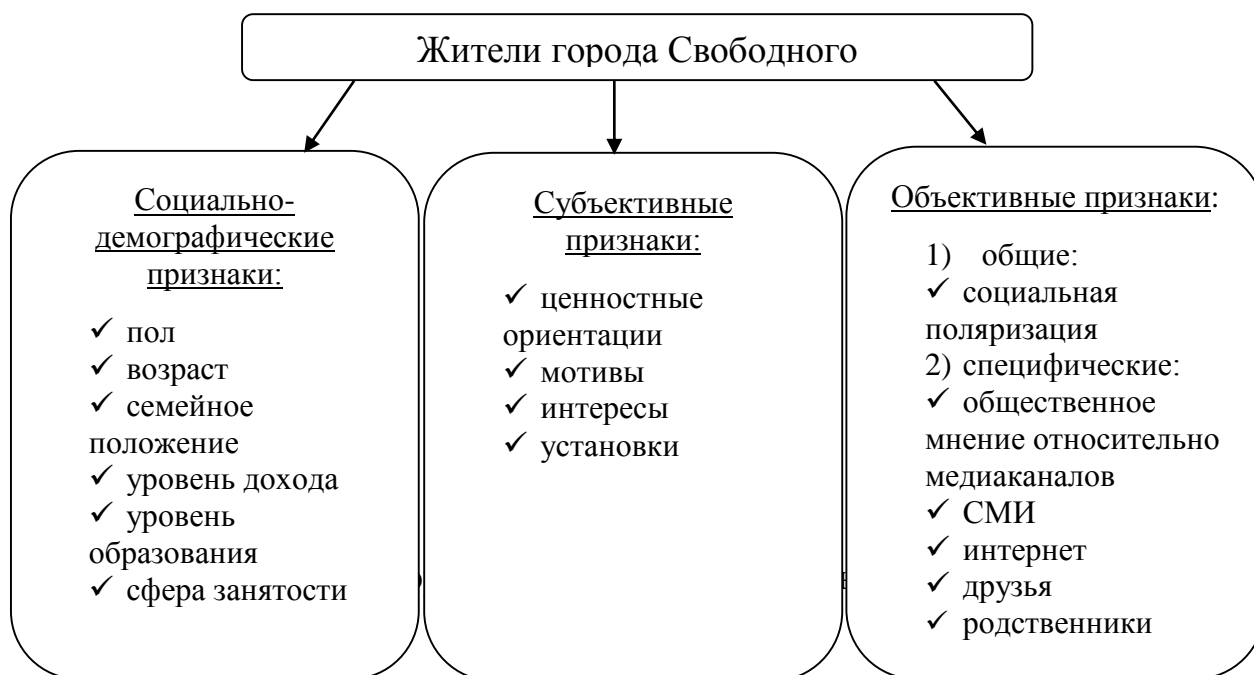 Жители города Свободного
Социально-
демографические
признаки:
✓ пол
✓ возраст
✓ семейное
положение
✓ уровень дохода
✓ уровень
образования
✓ сфера занятости
Субъективные
признаки:
✓ ценностные
ориентации
✓ мотивы
✓ интересы
✓ установки
Объективные признаки:
1) общие:
✓ социальная
поляризация
2) специфические:
✓ общественное
мнение относительно
медиаканалов
✓ СМИ
✓ интернет
✓ друзья
✓ родственники